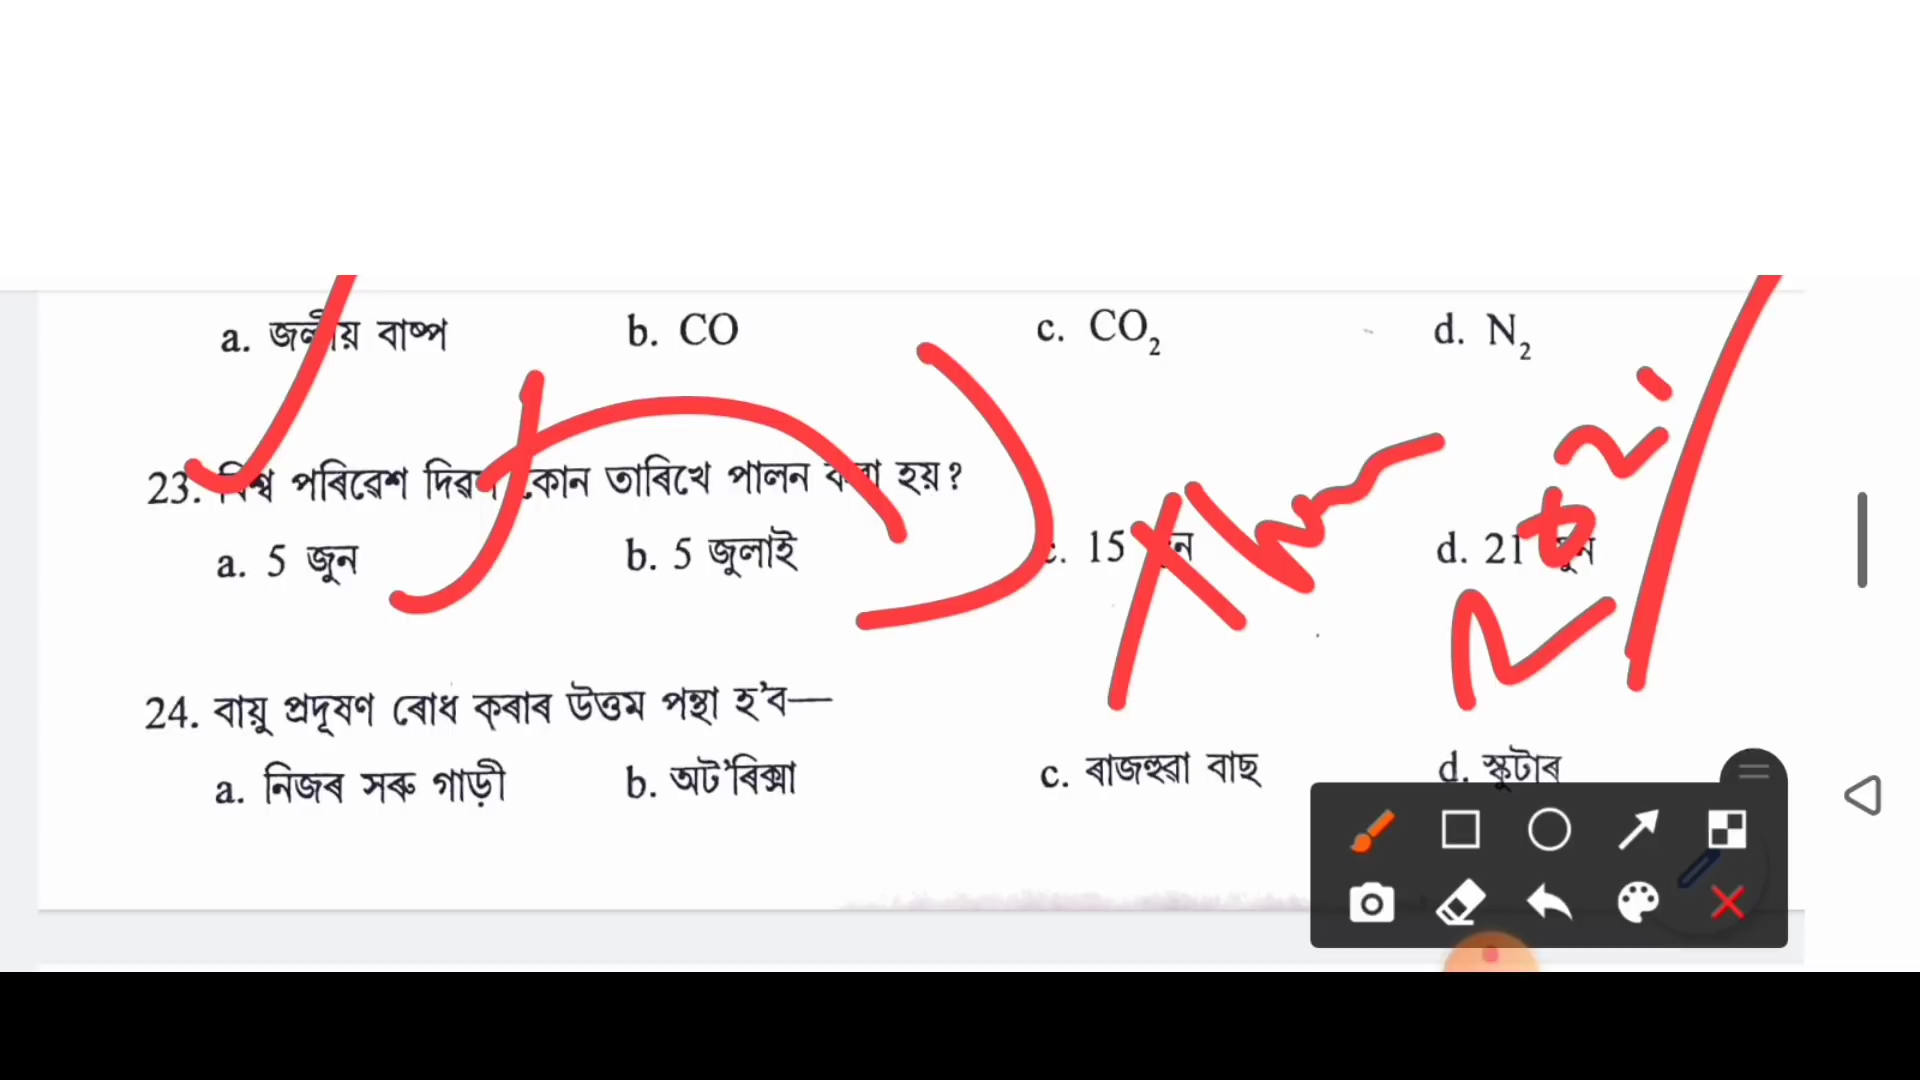 a. জলীয় বাষ্প b. CO c. CO₂ d. N₂
23. বিশ্ব পৰিৱেশ দিৱস কোন তাৰিখে পালন কৰা হয়?
a. 5 জুন b. 5 জুলাই c. 15 জুন d. 21 জুন
24. বায়ু প্ৰদূষণ ৰোধ কৰাৰ উত্তম পন্থা হ’ব—
a. নিজৰ সৰু গাড়ী b. অট’ৰিক্সা c. ৰাজহুৱা বাছ d. স্কুটাৰ